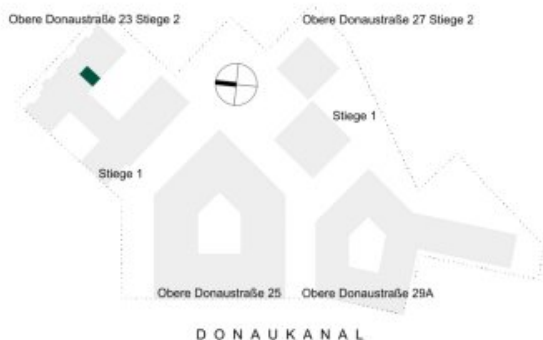 Obere Donaustraße 23 Stiege 2
Obere Donaustraße 27 Stiege 2
Stiege 1
Stiege 1
Obere Donaustraße 25
Obere Donaustraße 29A
DONAUKANAL